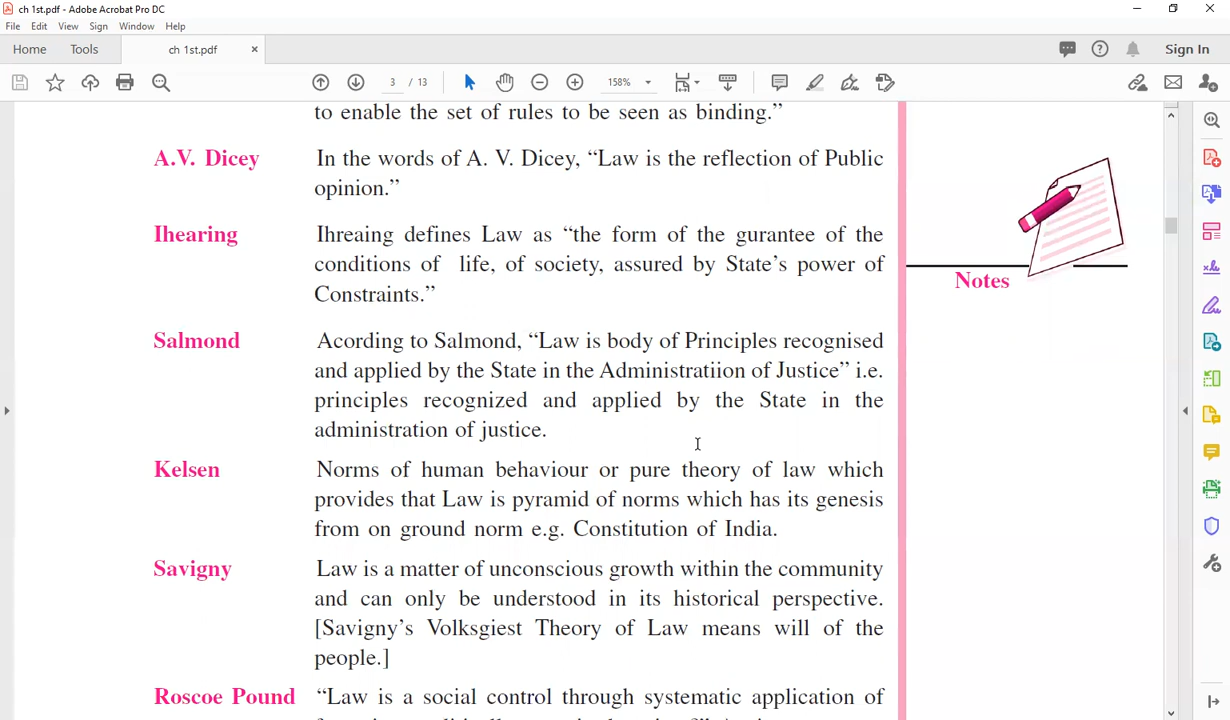 ch 1st.pdf - Adobe Acrobat Pro DC
File Edit View Sign Window Help
Home Tools ch 1st.pdf × Sign In
3 / 13 158%
to enable the set of rules to be seen as binding.”
A.V. Dicey In the words of A. V. Dicey, “Law is the reflection of Public
opinion.”
Ihearing Ihreaing defines Law as “the form of the gurantee of the
conditions of life, of society, assured by State’s power of
Constraints.”
Notes
Salmond Acording to Salmond, “Law is body of Principles recognised
and applied by the State in the Administratiion of Justice” i.e.
principles recognized and applied by the State in the
administration of justice.
Kelsen Norms of human behaviour or pure theory of law which
provides that Law is pyramid of norms which has its genesis
from on ground norm e.g. Constitution of India.
Savigny Law is a matter of unconscious growth within the community
and can only be understood in its historical perspective.
[Savigny’s Volksgiest Theory of Law means will of the
people.]
Roscoe Pound “Law is a social control through systematic application of